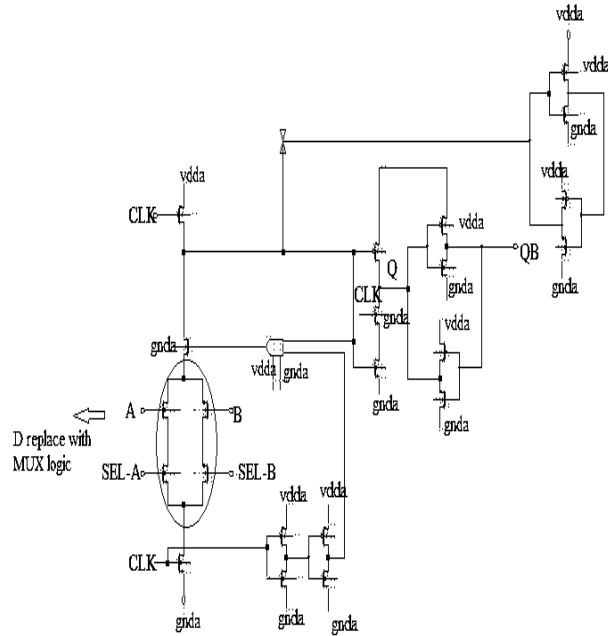 vdda
vdda
gnda
vdda
vdda
CLK
vdda
Q
QB
CLK
gnda
gnda
gnda
gnda
vdda
gnda
vdda
gnda
A
B
D replace with
MUX logic
SEL-A
SEL-B
gnda
vdda
vdda
CLK
gnda
gnda
gnda